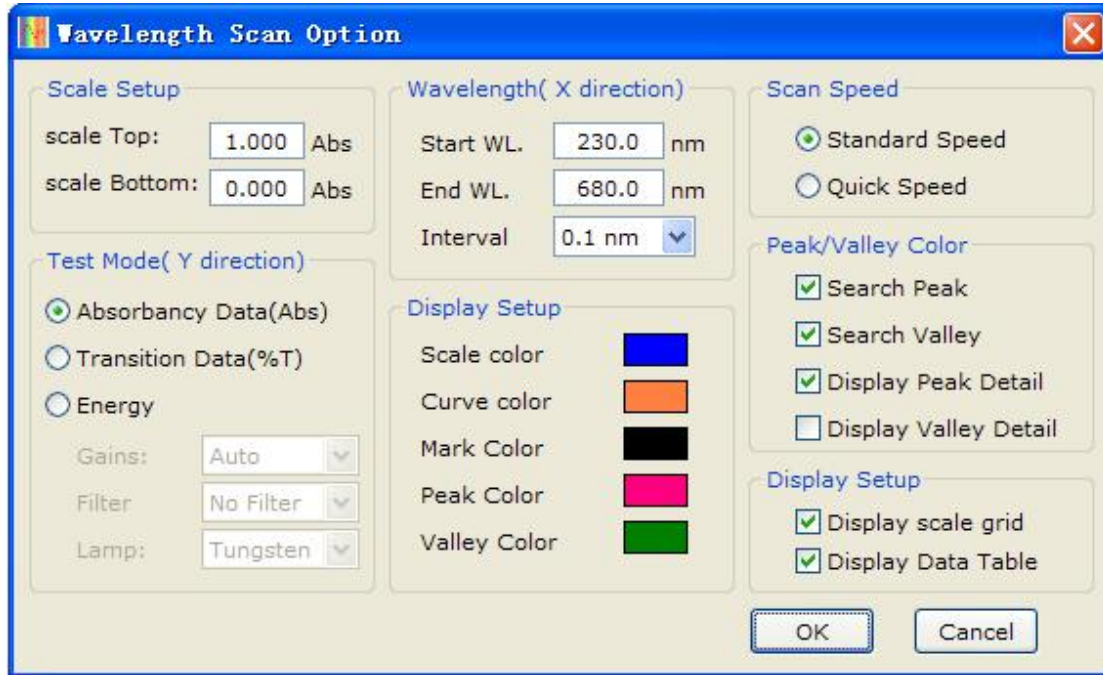 Wavelength Scan Option
Scale Setup
scale Top: 1.000 Abs
scale Bottom: 0.000 Abs
Test Mode( Y direction)
Absorbancy Data(Abs)
Transition Data(%T)
Energy
Gains: Auto
Filter No Filter
Lamp: Tungsten
Wavelength( X direction)
Start WL. 230.0 nm
End WL. 680.0 nm
Interval 0.1 nm
Display Setup
Scale color
Curve color
Mark Color
Peak Color
Valley Color
Scan Speed
Standard Speed
Quick Speed
Peak/Valley Color
Search Peak
Search Valley
Display Peak Detail
Display Valley Detail
Display Setup
Display scale grid
Display Data Table
OK Cancel